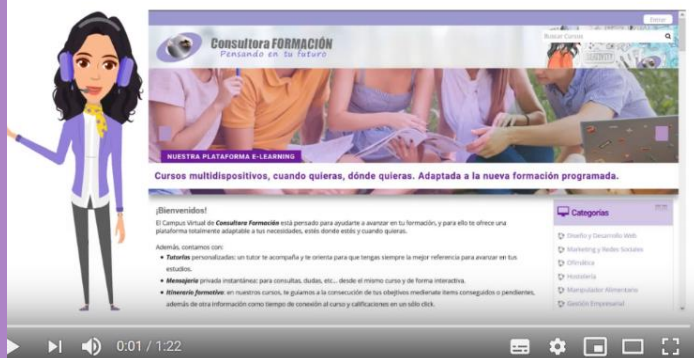 Entrar
Consultora FORMACIÓN
Pensando en tu futuro
Buscar Cursos
NUESTRA PLATAFORMA E-LEARNING
Cursos multidispositivos, cuando quieras, dónde quieras. Adaptada a la nueva formación programada.
¡Bienvenidos!
El Campus Virtual de Consultora Formación está pensado para ayudarte a avanzar en tu formación, y para ello te ofrece una
plataforma totalmente adaptable a tus necesidades, estés donde estés y cuando quieras.
Además, contamos con:
• Tutorías personalizadas: un tutor te acompaña y te orienta para que tengas siempre la mejor referencia para avanzar en tus
estudios.
• Mensajería privada instantánea: para consultas, dudas, etc... desde el mismo curso y de forma interactiva.
• Itinerario formativo: en nuestros cursos, te guiamos a la consecución de tus obejtivos medienate ítems conseguidos o pendientes,
además de otra información como tiempo de conexión al curso y calificaciones en un sólo click.
Categorías
Diseño y Desarrollo Web
Marketing y Redes Sociales
Ofimática
Hostelería
Manipulador Alimentario
Gestión Empresarial
0:01 / 1:22